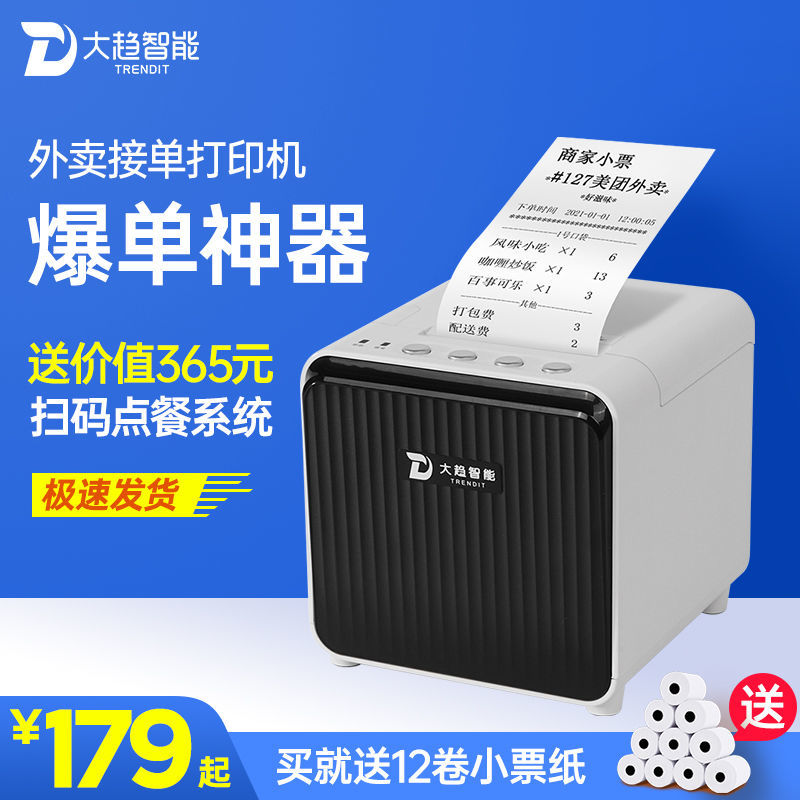 大趋智能
TRENDIT
外卖接单打印机
爆单神器
送价值365元
扫码点餐系统
极速发货
商家小票
*#127美团外卖*
*好滋味*
下单时间 2021-01-01 12:00:05
********************************
1号口袋
风味小吃 ×1 6
咖喱炒饭 ×1 13
百事可乐 ×1 3
其他
打包费 3
配送费 2
大趋智能
TRENDIT
¥179起
买就送12卷小票纸
送